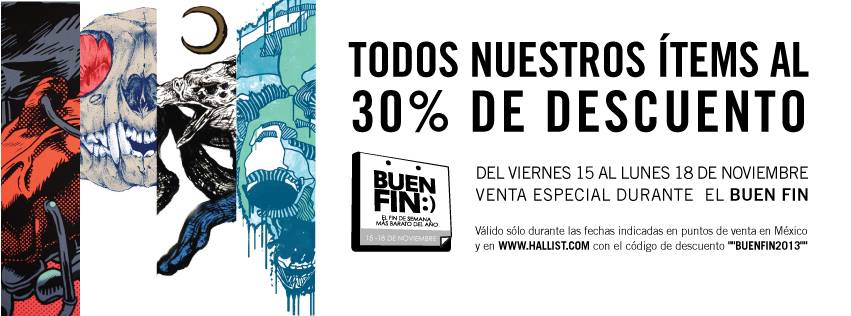 TODOS NUESTROS ÍTEMS AL
30% DE DESCUENTO
BUEN
FIN:)
EL FIN DE SEMANA
MÁS BARATO DEL AÑO
15 -18 DE NOVIEMBRE
DEL VIERNES 15 AL LUNES 18 DE NOVIEMBRE
VENTA ESPECIAL DURANTE EL BUEN FIN
Válido sólo durante las fechas indicadas en puntos de venta en México
y en WWW.HALLIST.COM con el código de descuento ""BUENFIN2013""